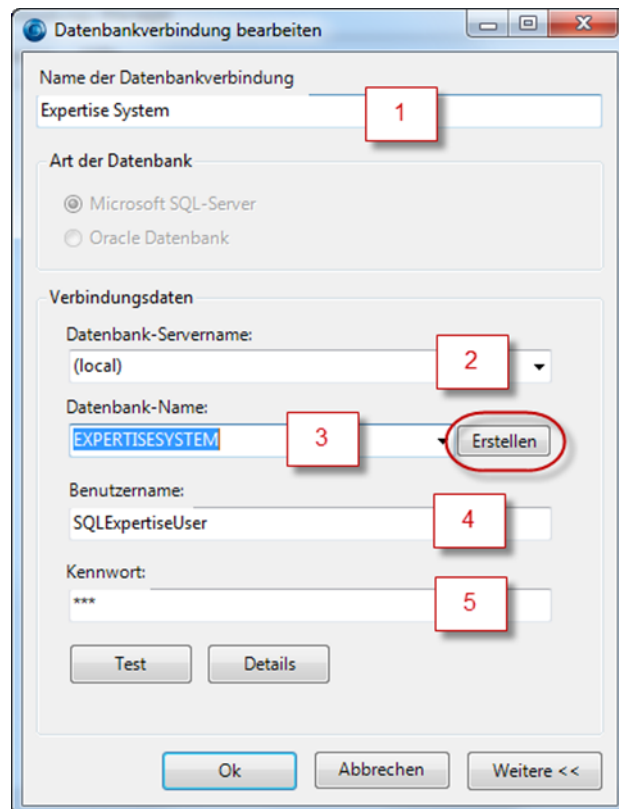 Datenbankverbindung bearbeiten
Name der Datenbankverbindung
Expertise System
1
Art der Datenbank
Microsoft SQL-Server
Oracle Datenbank
Verbindungsdaten
Datenbank-Servername:
(local)
2
Datenbank-Name:
EXPERTISESYSTEM
3
Erstellen
Benutzername:
SQLExpertiseUser
4
Kennwort:
***
5
Test
Details
Ok
Abbrechen
Weitere <<